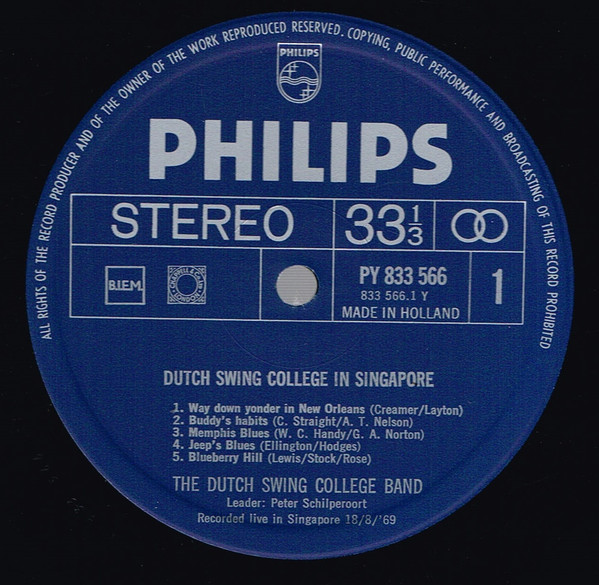 ALL RIGHTS OF THE RECORD PRODUCER AND OF THE OWNER OF THE WORK REPRODUCED RESERVED. COPYING, PUBLIC PERFORMANCE AND BROADCASTING OF THIS RECORD PROHIBITED
PHILIPS
PHILIPS
STEREO 33⅓
B.I.E.M. CHAPPELL & CO. LTD. LONDON PY 833 566 1
833 566.1 Y
MADE IN HOLLAND
DUTCH SWING COLLEGE IN SINGAPORE
1. Way down yonder in New Orleans (Creamer/Layton)
2. Buddy's habits (C. Straight/A. T. Nelson)
3. Memphis Blues (W. C. Handy/G. A. Norton)
4. Jeep's Blues (Ellington/Hodges)
5. Blueberry Hill (Lewis/Stock/Rose)
THE DUTCH SWING COLLEGE BAND
Leader: Peter Schilperoort
Recorded live in Singapore 18/8/'69